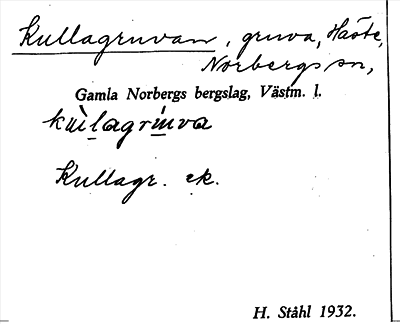 Kullagruvan, gruva, Håste,
Norbergs sn,
Gamla Norbergs bergslag, Västm. l.
kullagruva
Kullagr. ek.
H. Ståhl 1932.